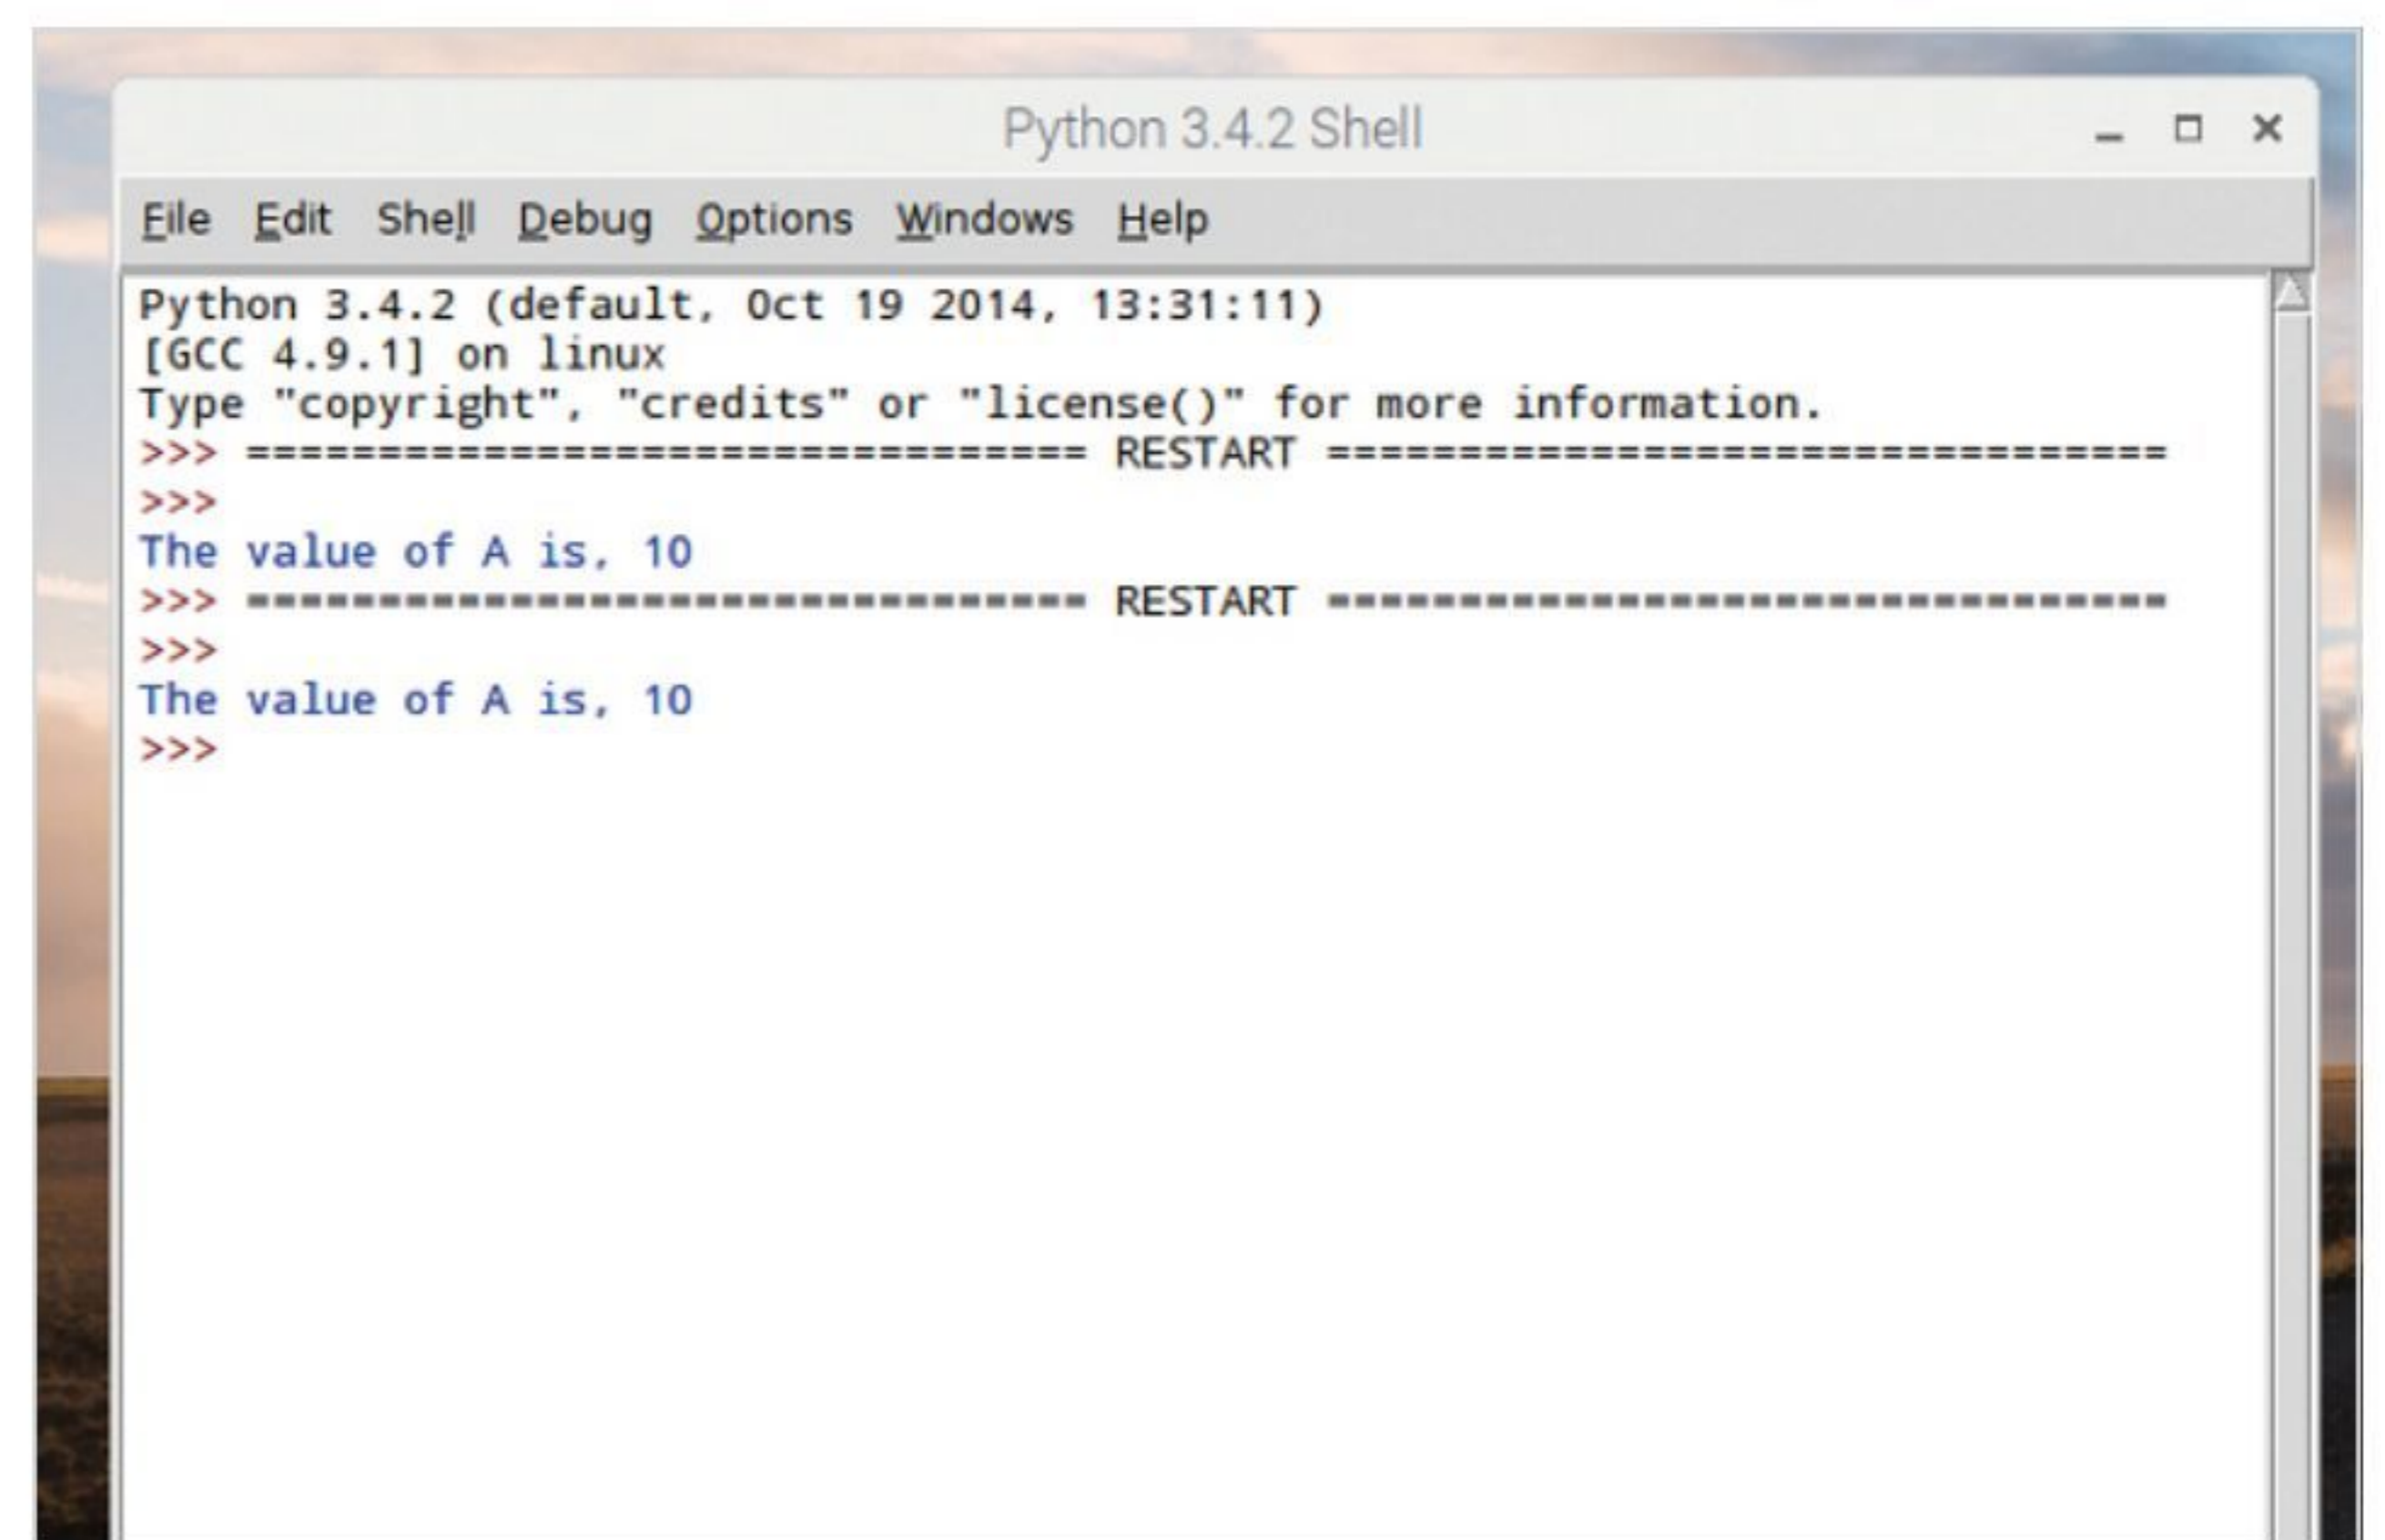 Python 3.4.2 Shell
File Edit Shell Debug Options Windows Help
Python 3.4.2 (default, Oct 19 2014, 13:31:11)
[GCC 4.9.1] on linux
Type "copyright", "credits" or "license()" for more information.
>>> ================================ RESTART ================================
>>>
The value of A is, 10
>>> ================================ RESTART ================================
>>>
The value of A is, 10
>>>